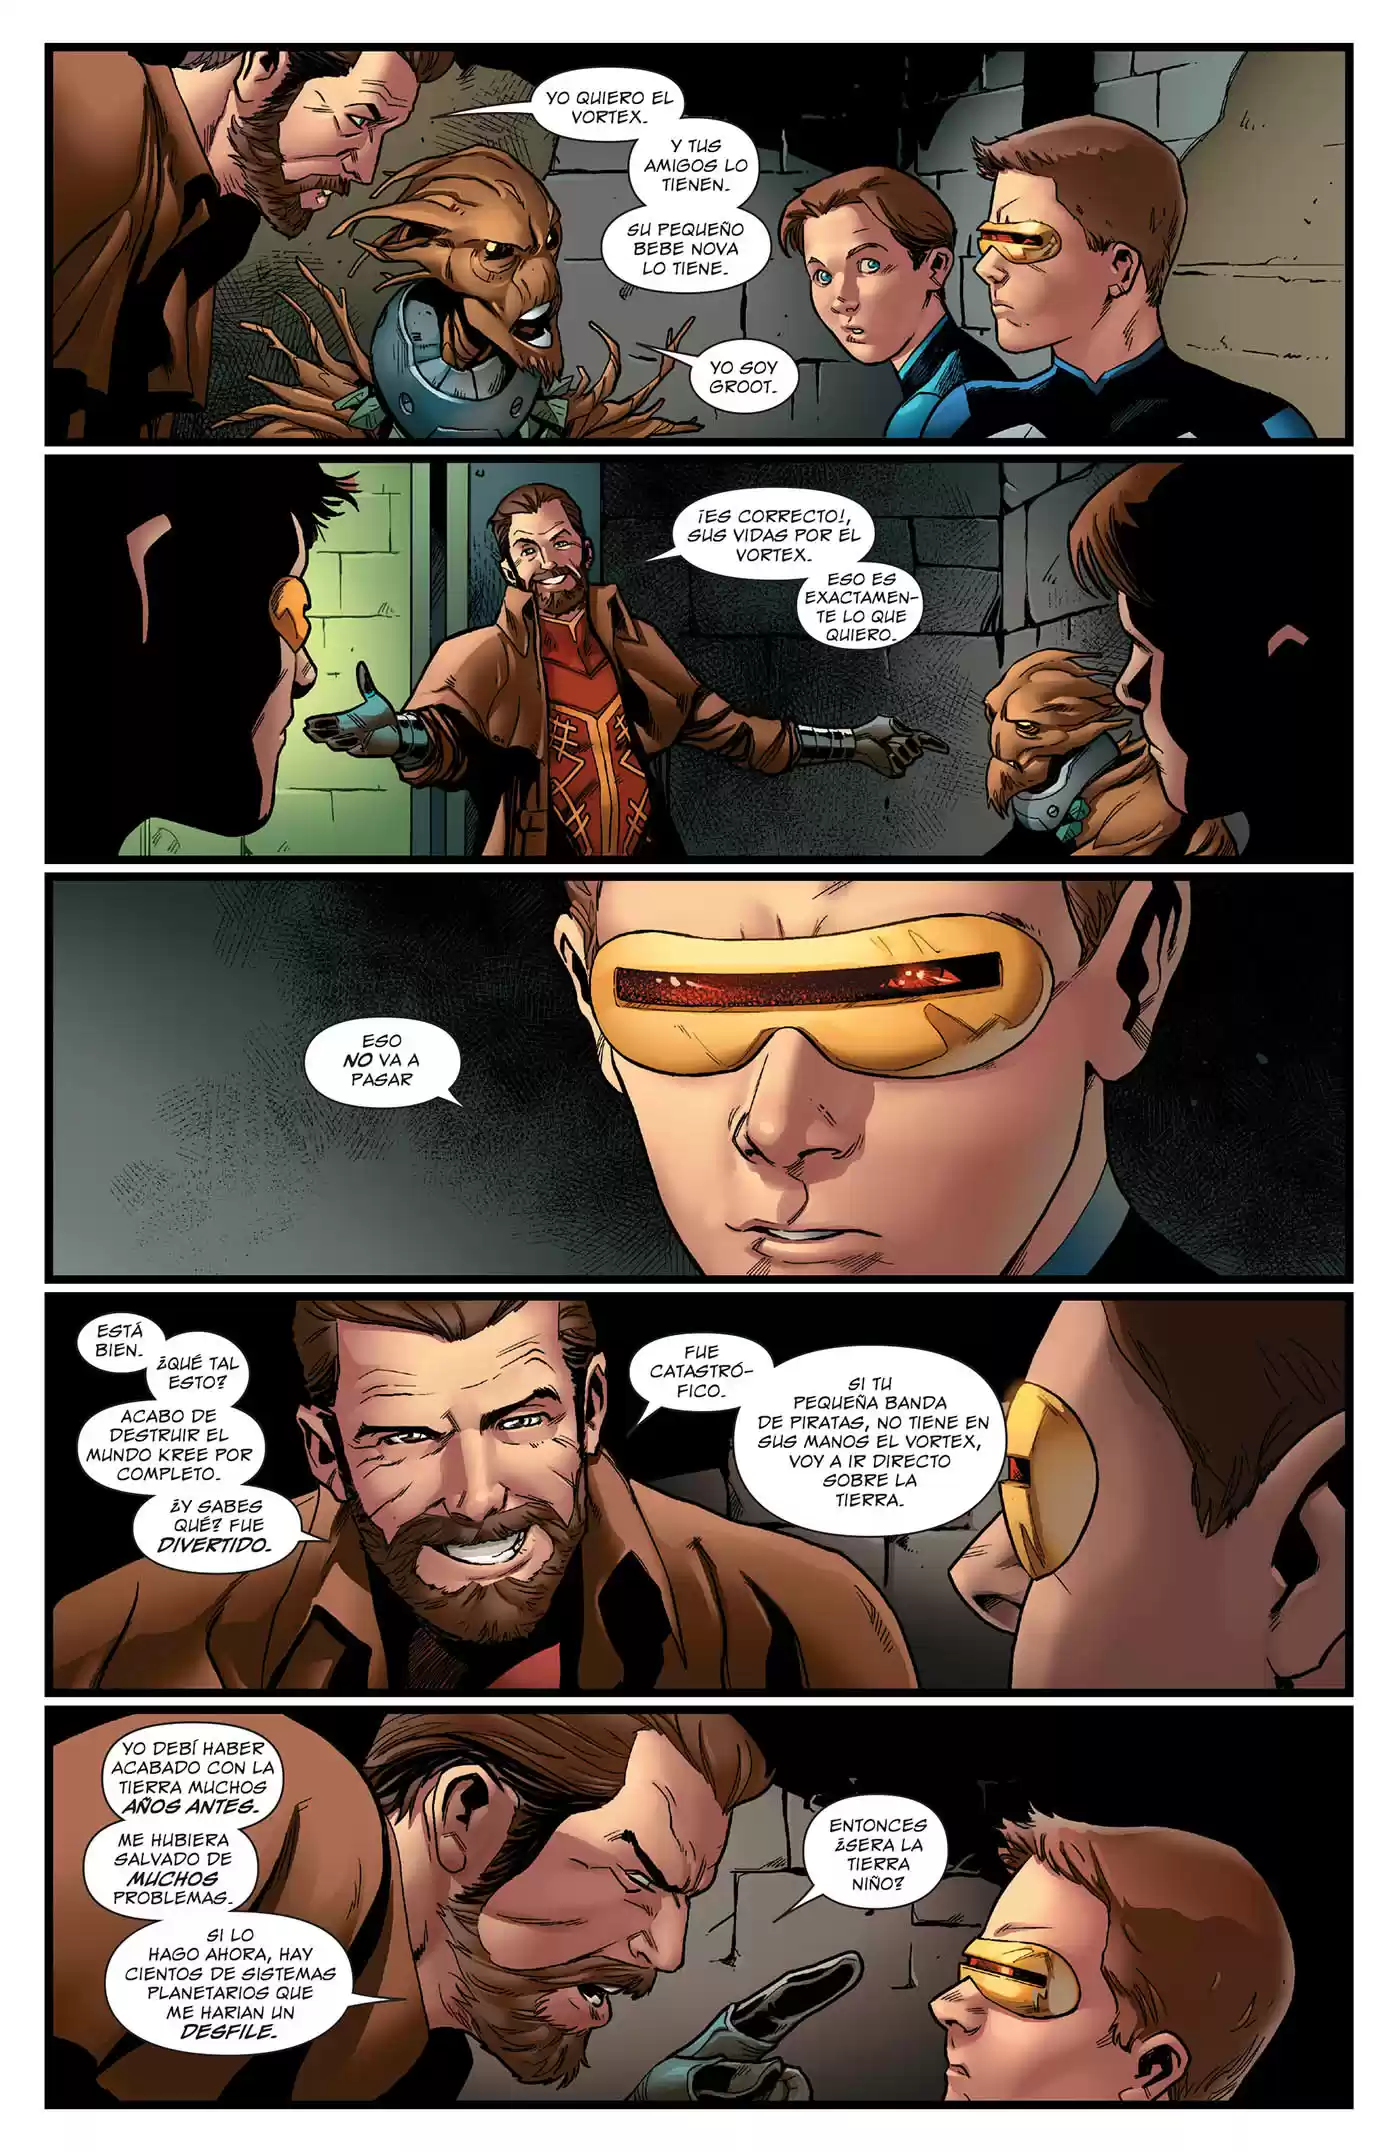 YO QUIERO EL
VORTEX.
Y TUS
AMIGOS LO
TIENEN.
SU PEQUEÑO
BEBE NOVA
LO TIENE.
YO SOY
GROOT.
¡ES CORRECTO!,
SUS VIDAS POR EL
VORTEX.
ESO ES
EXACTAMEN-
TE LO QUE
QUIERO.
ESO
NO VA A
PASAR
ESTÁ
BIEN.
¿QUÉ TAL
ESTO?
ACABO DE
DESTRUIR EL
MUNDO KREE POR
COMPLETO.
¿Y SABES
QUÉ? FUE
DIVERTIDO.
FUE
CATASTRÓ-
FICO.
SI TU
PEQUEÑA BANDA
DE PIRATAS, NO TIENE EN
SUS MANOS EL VORTEX,
VOY A IR DIRECTO
SOBRE LA
TIERRA.
YO DEBÍ HABER
ACABADO CON LA
TIERRA MUCHOS
AÑOS ANTES.
ME HUBIERA
SALVADO DE
MUCHOS
PROBLEMAS.
SI LO
HAGO AHORA, HAY
CIENTOS DE SISTEMAS
PLANETARIOS QUE
ME HARIAN UN
DESFILE.
ENTONCES
¿SERA LA
TIERRA
NIÑO?